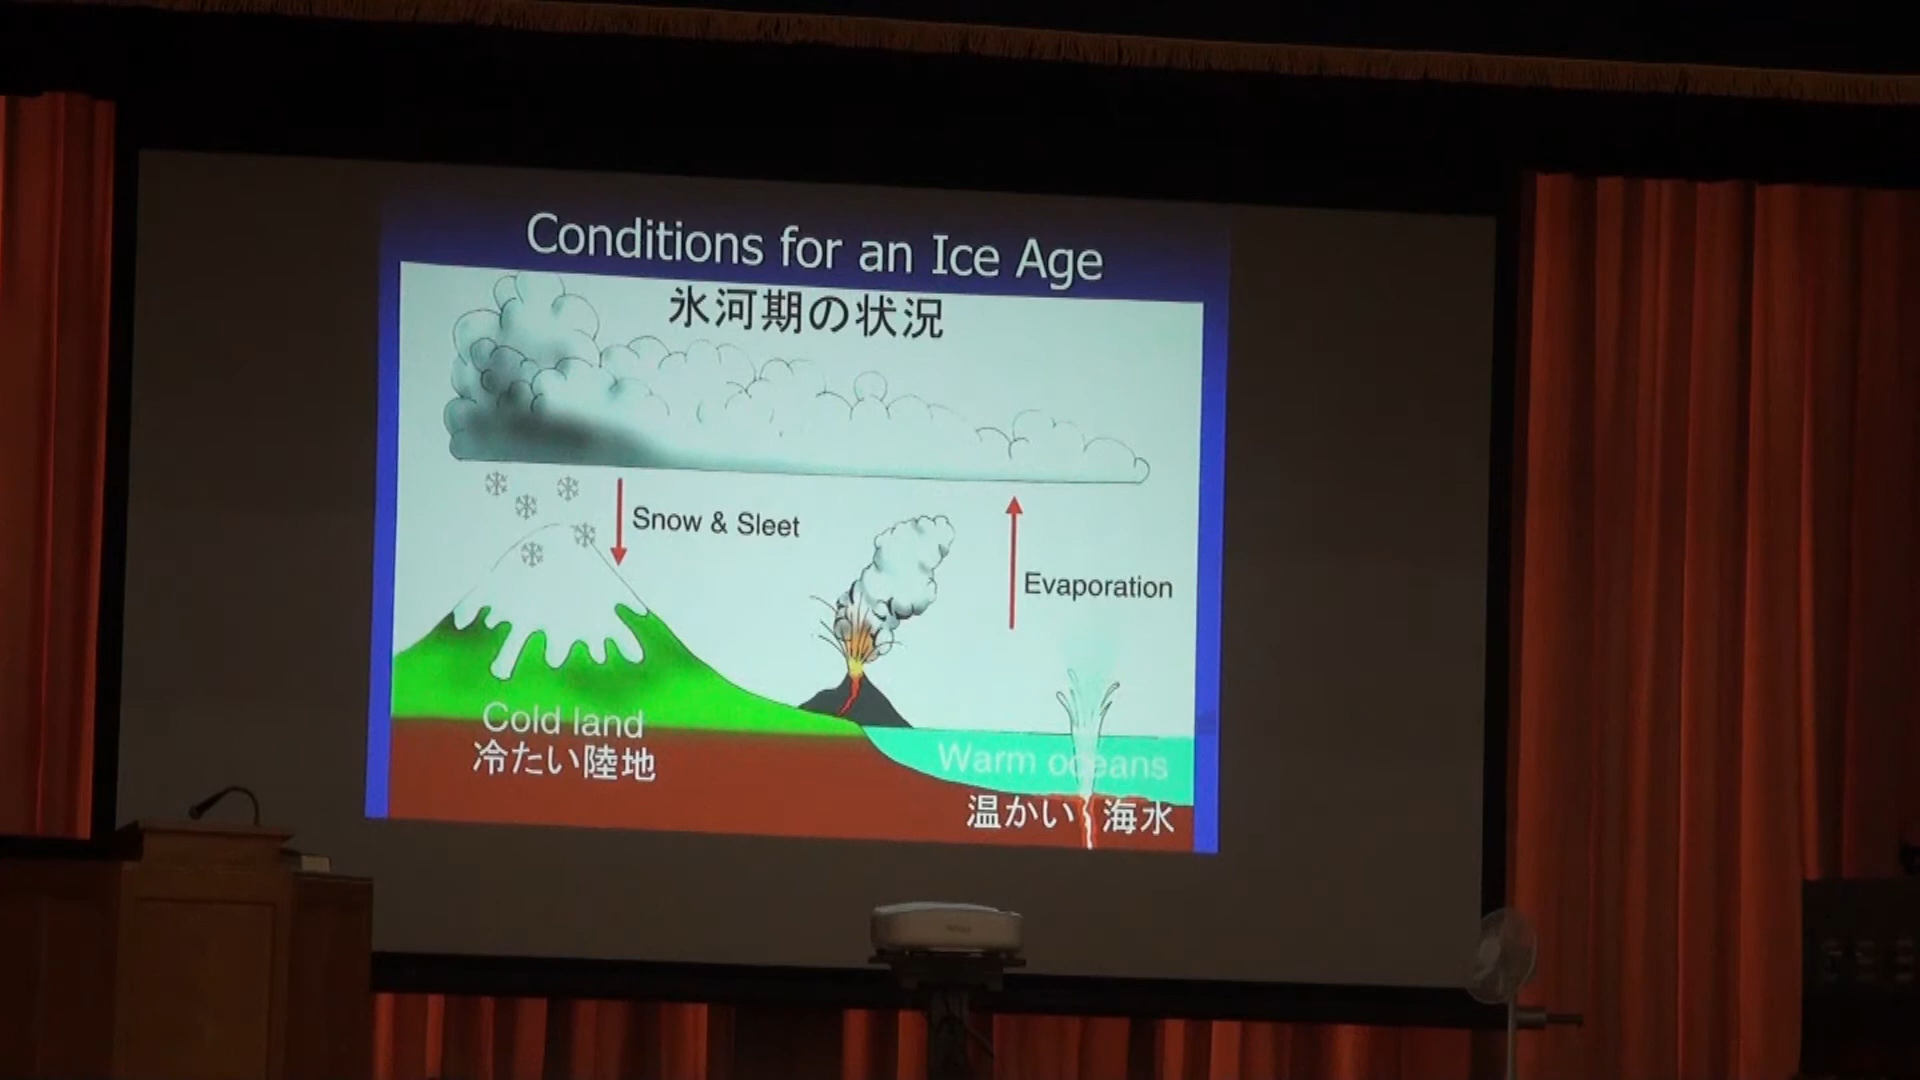 Conditions for an Ice Age
氷河期の状況
Snow & Sleet
Evaporation
Cold land
冷たい陸地
Warm oceans
温かい海水